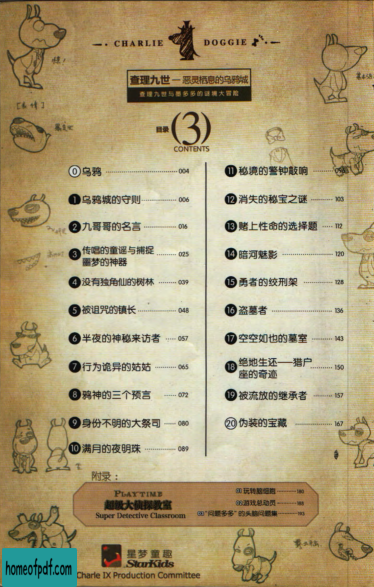 CHARLIE DOGGIE
查理九世—恶灵栖息的乌鸦城
查理九世与墨多多的谜境大冒险
目录
(3)
CONTENTS
0 乌鸦 004
1 乌鸦城的守则 006
2 九哥哥的名言 016
3 传唱的童谣与捕捉
噩梦的神器 025
4 没有独角仙的树林 039
5 被诅咒的镇长 048
6 半夜的神秘来访者 057
7 行为诡异的姑姑 065
8 鸦神的三个预言 072
9 身份不明的大祭司 080
10 满月的夜明珠 089
11 秘境的警钟敲响
12 消失的秘宝之谜 103
13 赌上性命的选择题 112
14 暗河魅影 120
15 勇者的绞刑架 128
16 盗墓者 136
17 空空如也的墓室 143
18 绝地生还——猎户
座的奇迹 150
19 被流放的继承者 157
20 伪装的宝藏 167
附录：
PLAYTIME
超级大侦探教室
Super Detective Classroom
玩转脑细胞
游戏总动员
"问题多多"的头脑问题集
星梦童趣
StarKids
Charle IX Production Committee
homeofpdf.com